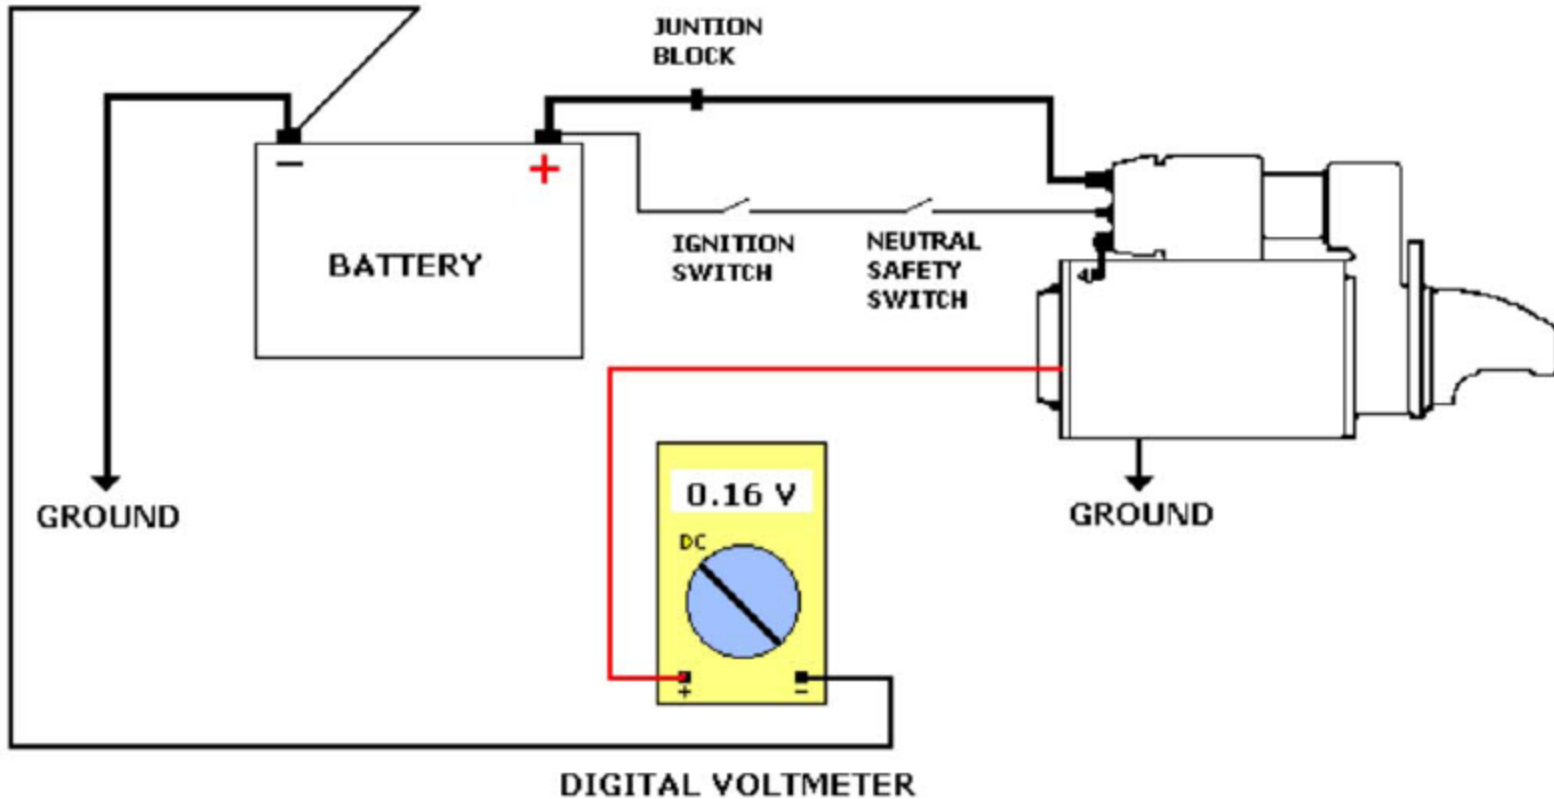 JUNTION
BLOCK
−
+
BATTERY
IGNITION
SWITCH
NEUTRAL
SAFETY
SWITCH
0.16 V
DC
GROUND
GROUND
+
−
DIGITAL VOLTMETER